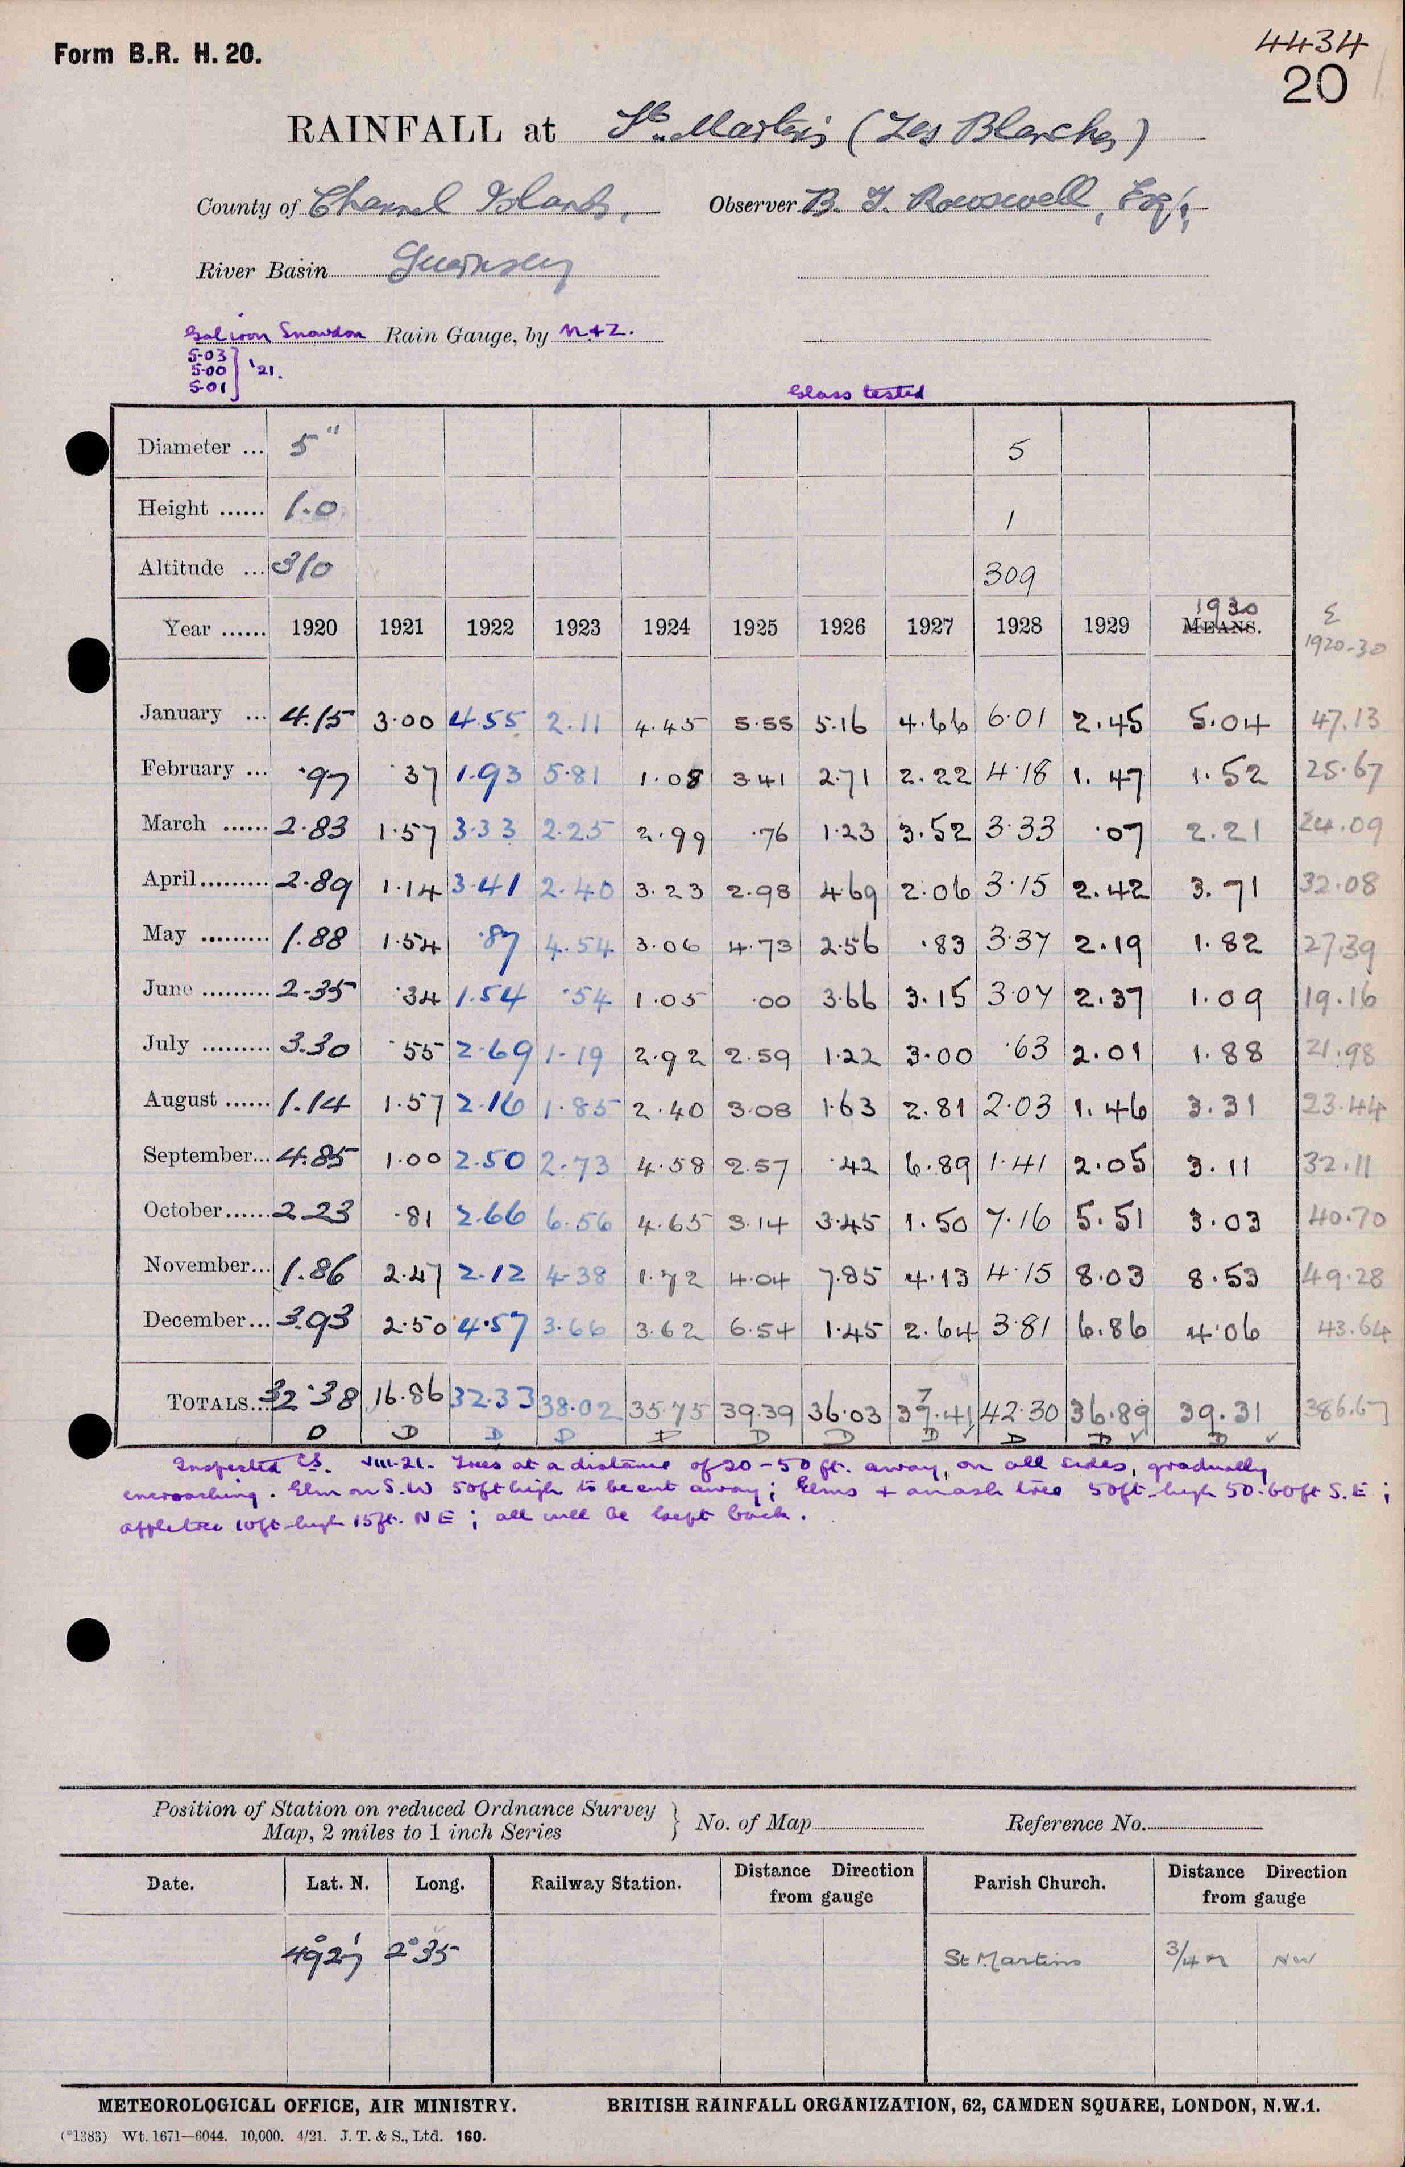 Form B.R. H. 20.
4434
20
RAINFALL at St. Martin's (Les Blanches)
County of Channel Islands, Observer B. T. Rowswell, Esqr.,
River Basin Guernsey
Gal iron Snowdon Rain Gauge, by N+Z.
5.03
5.00 } '21.
5.01
Glass tested
Diameter ... 5" 5
Height ...... 1.0 1
Altitude ... 310 309
Year ...... 1920 1921 1922 1923 1924 1925 1926 1927 1928 1929 1930 MEANS. Σ 1920-30
January ... 4.15 3.00 4.55 2.11 4.45 5.55 5.16 4.66 6.01 2.45 5.04 47.13
February ... .97 .37 1.93 5.81 1.08 3.41 2.71 2.22 4.18 1.47 1.52 25.67
March ...... 2.83 1.57 3.33 2.25 2.99 .76 1.23 3.52 3.33 .07 2.21 24.09
April......... 2.89 1.14 3.41 2.40 3.23 2.98 4.69 2.06 3.15 2.42 3.71 32.08
May ......... 1.88 1.54 .87 4.54 3.06 4.73 2.56 .83 3.37 2.19 1.82 27.39
June ......... 2.35 .34 1.54 .54 1.05 .00 3.66 3.15 3.07 2.37 1.09 19.16
July ......... 3.30 .55 2.69 1.19 2.92 2.59 1.22 3.00 .63 2.01 1.88 21.98
August ...... 1.14 1.57 2.16 1.85 2.40 3.08 1.63 2.81 2.03 1.46 3.31 23.44
September... 4.85 1.00 2.50 2.73 4.58 2.57 .42 6.89 1.41 2.05 3.11 32.11
October...... 2.23 .81 2.66 6.56 4.65 3.14 3.45 1.50 7.16 5.51 3.03 40.70
November... 1.86 2.47 2.12 4.38 1.72 4.04 7.85 4.13 4.15 8.03 8.53 49.28
December... 3.93 2.50 4.57 3.66 3.62 6.54 1.45 2.64 3.81 6.86 4.06 43.64
TOTALS... 32.38 16.86 32.33 38.02 35.75 39.39 36.03 37.41 42.30 36.89 39.31 386.67
D D D D D D D D ✓ D D ✓ D ✓
Inspected CS. VIII-21. Trees at a distance of 20-50 ft. away, on all sides, gradually
encroaching. Elm on S.W 50ft high to be cut away; Elms + an ash tree 50ft high 50-60ft S.E;
appletree 10ft high 15ft. NE; all will be kept back.
Position of Station on reduced Ordnance Survey
Map, 2 miles to 1 inch Series } No. of Map Reference No.
Date. Lat. N. Long. Railway Station. Distance Direction from gauge Parish Church. Distance Direction from gauge
49° 27' 2° 35 St Martins 3/4 m NW
METEOROLOGICAL OFFICE, AIR MINISTRY. BRITISH RAINFALL ORGANIZATION, 62, CAMDEN SQUARE, LONDON, N.W.1.
(*1383) Wt. 1671—6044. 10,000. 4/21. J. T. & S., Ltd. 160.